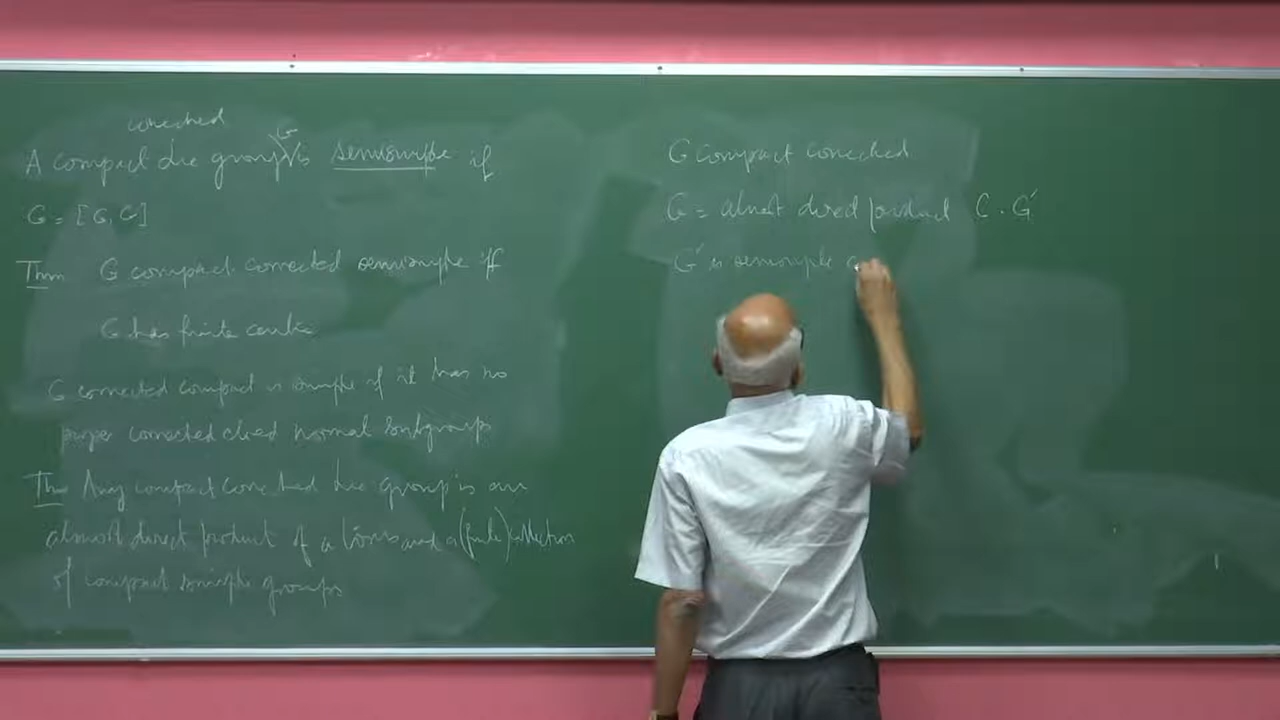 connected
A compact Lie group G is semisimple if
G = [G, G]
Thm G compact connected semisimple iff
G has finite centre
G connected compact is simple if it has no
proper connected closed normal subgroups
Thm Any compact connected Lie group is an
almost direct product of a torus and a (finite) collection
of compact simple groups
G compact connected
G = almost direct product C . G'
G' is semisimple